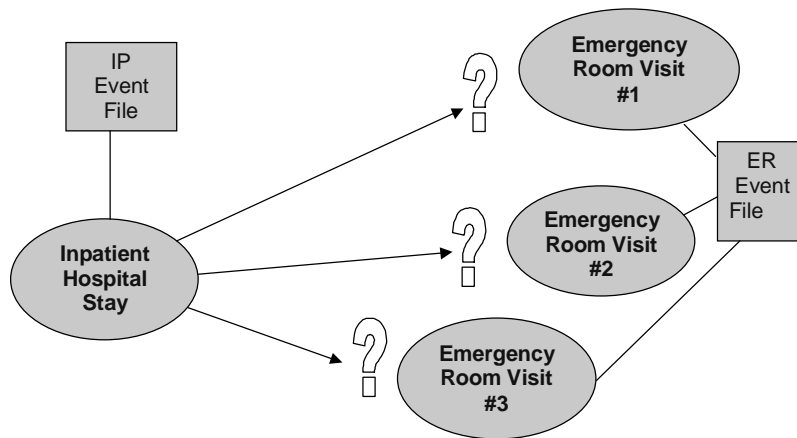 IP
Event
File
Inpatient
Hospital
Stay
?
Emergency
Room Visit
#1
?
Emergency
Room Visit
#2
?
Emergency
Room Visit
#3
ER
Event
File